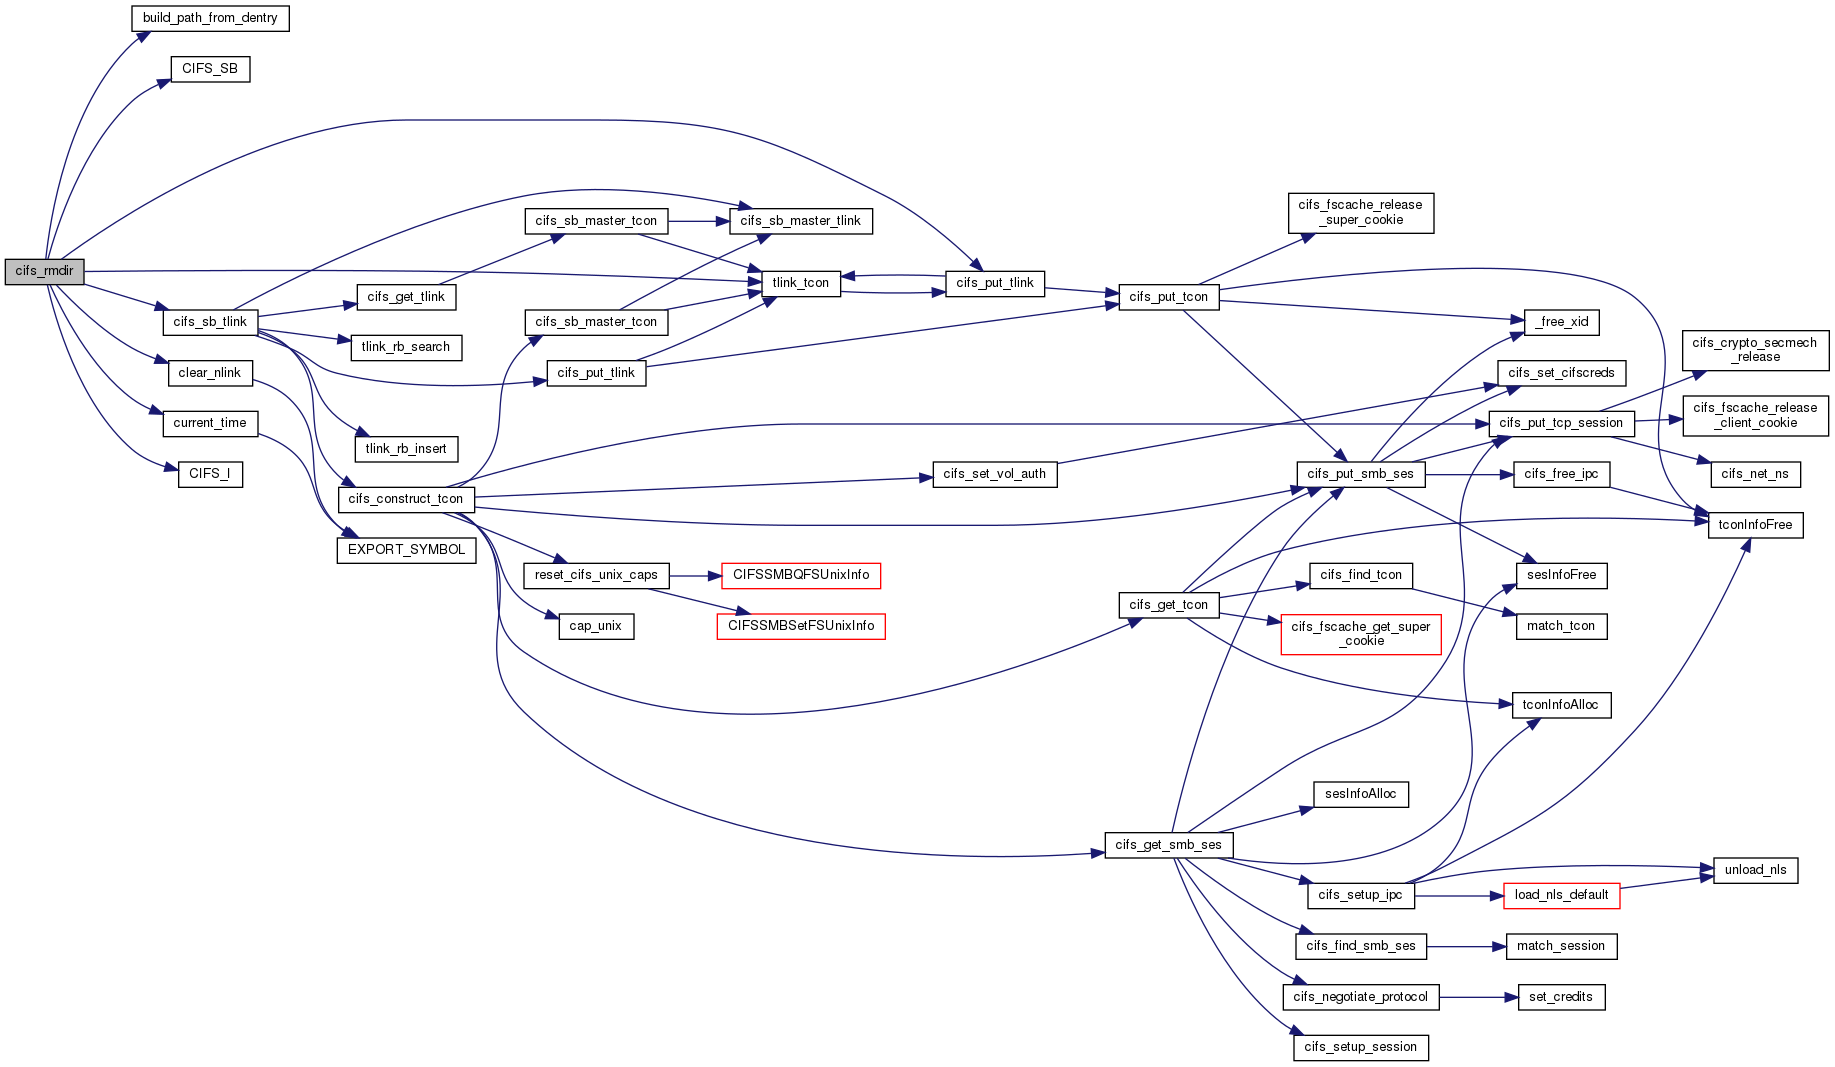 build_path_from_dentry
CIFS_SB
cifs_rmdir
cifs_sb_tlink
clear_nlink
current_time
CIFS_I
cifs_get_tlink
tlink_rb_search
tlink_rb_insert
cifs_construct_tcon
EXPORT_SYMBOL
cifs_sb_master_tcon
cifs_sb_master_tcon
cifs_put_tlink
reset_cifs_unix_caps
cap_unix
cifs_sb_master_tlink
tlink_tcon
CIFSSMBQFSUnixInfo
CIFSSMBSetFSUnixInfo
cifs_put_tlink
cifs_set_vol_auth
cifs_put_tcon
cifs_get_tcon
cifs_get_smb_ses
cifs_fscache_release
_super_cookie
cifs_put_smb_ses
cifs_find_tcon
cifs_fscache_get_super
_cookie
sesInfoAlloc
cifs_setup_ipc
cifs_find_smb_ses
cifs_negotiate_protocol
cifs_setup_session
_free_xid
cifs_set_cifscreds
cifs_put_tcp_session
cifs_free_ipc
sesInfoFree
match_tcon
tconInfoAlloc
load_nls_default
match_session
set_credits
cifs_crypto_secmech
_release
cifs_fscache_release
_client_cookie
cifs_net_ns
tconInfoFree
unload_nls